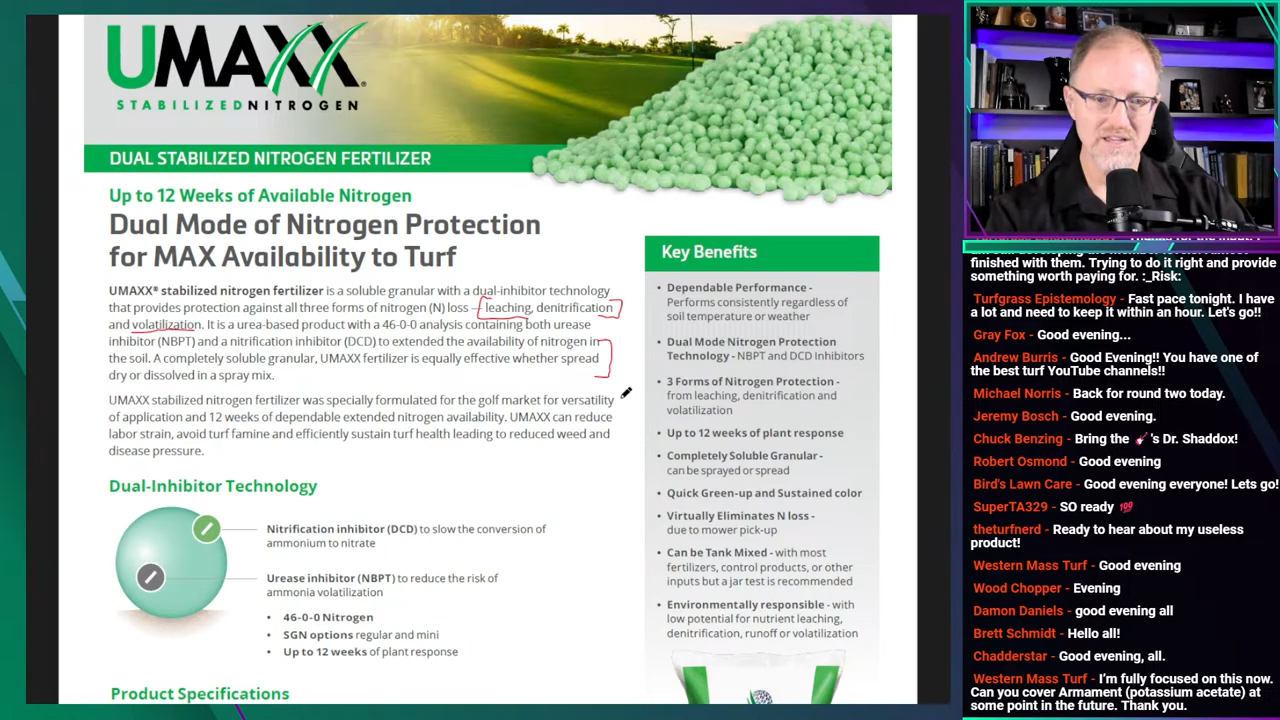 UMAXX®
STABILIZEDNITROGEN
DUAL STABILIZED NITROGEN FERTILIZER
Up to 12 Weeks of Available Nitrogen
Dual Mode of Nitrogen Protection
for MAX Availability to Turf
UMAXX® stabilized nitrogen fertilizer is a soluble granular with a dual-inhibitor technology
that provides protection against all three forms of nitrogen (N) loss — leaching, denitrification
and volatilization. It is a urea-based product with a 46-0-0 analysis containing both urease
inhibitor (NBPT) and a nitrification inhibitor (DCD) to extended the availability of nitrogen in
the soil. A completely soluble granular, UMAXX fertilizer is equally effective whether spread
dry or dissolved in a spray mix.
UMAXX stabilized nitrogen fertilizer was specially formulated for the golf market for versatility
of application and 12 weeks of dependable extended nitrogen availability. UMAXX can reduce
labor strain, avoid turf famine and efficiently sustain turf health leading to reduced weed and
disease pressure.
Dual-Inhibitor Technology
Nitrification inhibitor (DCD) to slow the conversion of
ammonium to nitrate
Urease inhibitor (NBPT) to reduce the risk of
ammonia volatilization
• 46-0-0 Nitrogen
• SGN options regular and mini
• Up to 12 weeks of plant response
Product Specifications
Key Benefits
• Dependable Performance -
Performs consistently regardless of
soil temperature or weather
• Dual Mode Nitrogen Protection
Technology - NBPT and DCD Inhibitors
• 3 Forms of Nitrogen Protection -
from leaching, denitrification and
volatilization
• Up to 12 weeks of plant response
• Completely Soluble Granular -
can be sprayed or spread
• Quick Green-up and Sustained color
• Virtually Eliminates N loss -
due to mower pick-up
• Can be Tank Mixed - with most
fertilizers, control products, or other
inputs but a jar test is recommended
• Environmentally responsible - with
low potential for nutrient leaching,
denitrification, runoff or volatilization
finished with them. Trying to do it right and provide
something worth paying for. :_Risk:
Turfgrass Epistemology - Fast pace tonight. I have
a lot and need to keep it within an hour. Let's go!!
Gray Fox - Good evening...
Andrew Burris - Good Evening!! You have one of
the best turf YouTube channels!!
Michael Norris - Back for round two today.
Jeremy Bosch - Good evening.
Chuck Benzing - Bring the 🎸's Dr. Shaddox!
Robert Osmond - Good evening
Bird's Lawn Care - Good evening everyone! Lets go!
SuperTA329 - SO ready 💯
theturfnerd - Ready to hear about my useless
product!
Western Mass Turf - Good evening
Wood Chopper - Evening
Damon Daniels - good evening all
Brett Schmidt - Hello all!
Chadderstar - Good evening, all.
Western Mass Turf - I'm fully focused on this now.
Can you cover Armament (potassium acetate) at
some point in the future. Thank you.